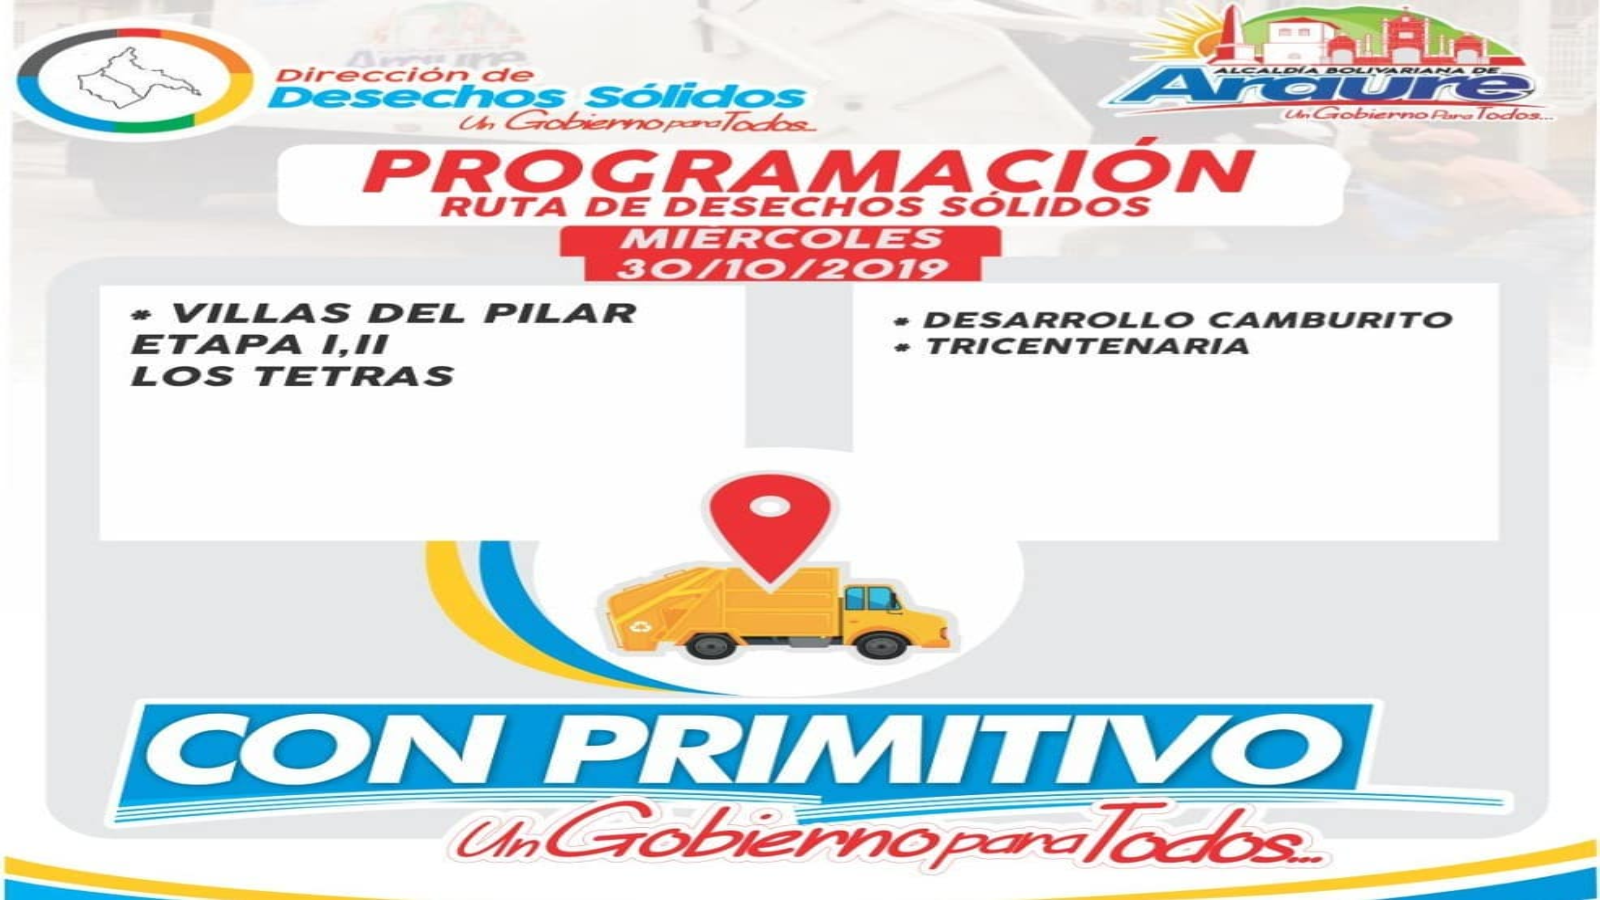 Dirección de
Desechos Sólidos
Un Gobierno para Todos...
ALCALDÍA BOLIVARIANA DE
Araure
Un Gobierno Para Todos...
PROGRAMACIÓN
RUTA DE DESECHOS SÓLIDOS
MIÉRCOLES
30/10/2019
* VILLAS DEL PILAR
ETAPA I,II
LOS TETRAS
* DESARROLLO CAMBURITO
* TRICENTENARIA
CON PRIMITIVO
Un Gobierno para Todos...